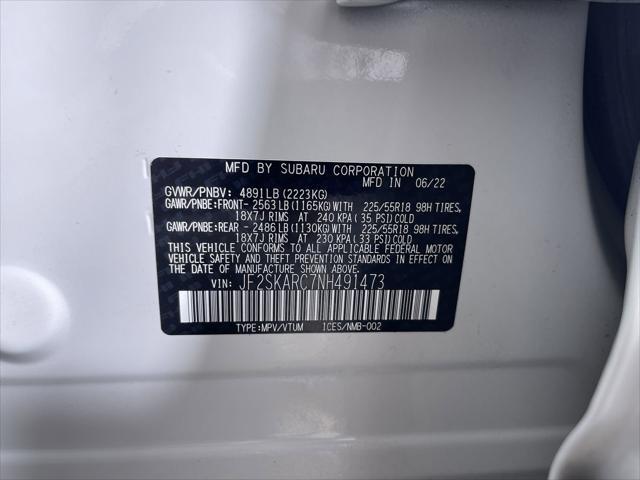 MFD BY SUBARU CORPORATION
MFD IN 06/22
GVWR/PNBV: 4891LB (2223KG)
GAWR/PNBE:FRONT- 2563LB (1165KG) WITH 225/55R18 98H TIRES,
18X7J RIMS AT 240 KPA (35 PSI) COLD
GAWR/PNBE:REAR - 2486LB (1130KG) WITH 225/55R18 98H TIRES,
18X7J RIMS AT 230 KPA (33 PSI) COLD
THIS VEHICLE CONFORMS TO ALL APPLICABLE FEDERAL MOTOR
VEHICLE SAFETY AND THEFT PREVENTION STANDARDS IN EFFECT
ON THE DATE OF MANUFACTURE SHOWN ABOVE.
VIN: JF2SKARC7NH491473
TYPE:MPV/VTUM ICES/NMB-002